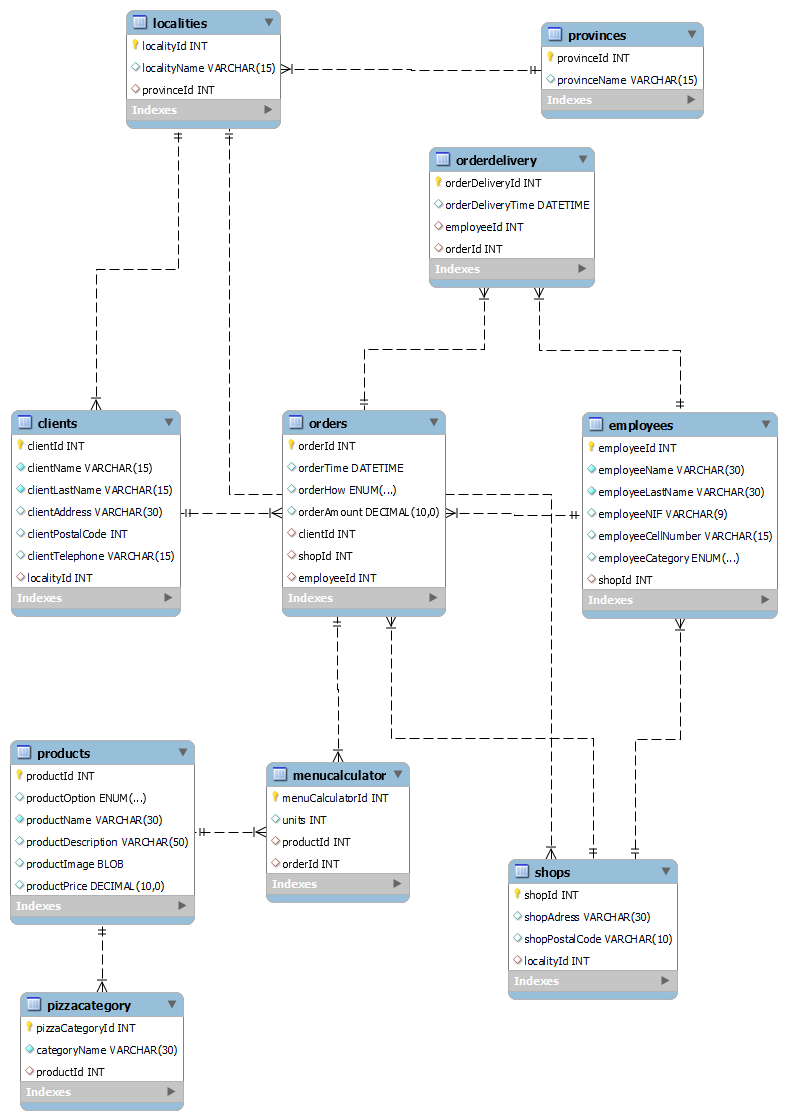 localities
localityId INT
localityName VARCHAR(15)
provinceId INT
Indexes
provinces
provinceId INT
provinceName VARCHAR(15)
Indexes
orderdelivery
orderDeliveryId INT
orderDeliveryTime DATETIME
employeeId INT
orderId INT
Indexes
clients
clientId INT
clientName VARCHAR(15)
clientLastName VARCHAR(15)
clientAddress VARCHAR(30)
clientPostalCode INT
clientTelephone VARCHAR(15)
localityId INT
Indexes
orders
orderId INT
orderTime DATETIME
orderHow ENUM(...)
orderAmount DECIMAL(10,0)
clientId INT
shopId INT
employeeId INT
Indexes
employees
employeeId INT
employeeName VARCHAR(30)
employeeLastName VARCHAR(30)
employeeNIF VARCHAR(9)
employeeCellNumber VARCHAR(15)
employeeCategory ENUM(...)
shopId INT
Indexes
products
productId INT
productOption ENUM(...)
productName VARCHAR(30)
productDescription VARCHAR(50)
productImage BLOB
productPrice DECIMAL(10,0)
Indexes
menucalculator
menuCalculatorId INT
units INT
productId INT
orderId INT
Indexes
shops
shopId INT
shopAdress VARCHAR(30)
shopPostalCode VARCHAR(10)
localityId INT
Indexes
pizzacategory
pizzaCategoryId INT
categoryName VARCHAR(30)
productId INT
Indexes